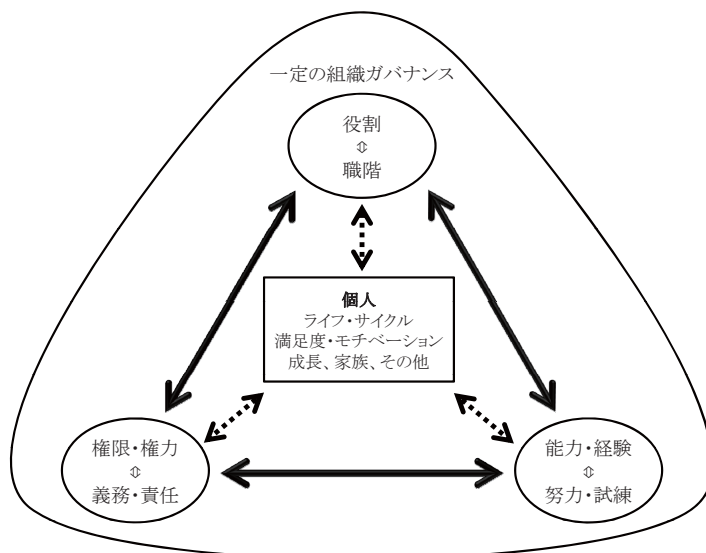 一定の組織ガバナンス
役割
⇕
職階
個人
ライフ・サイクル
満足度・モチベーション
成長、家族、その他
権限・権力
⇕
義務・責任
能力・経験
⇕
努力・試練